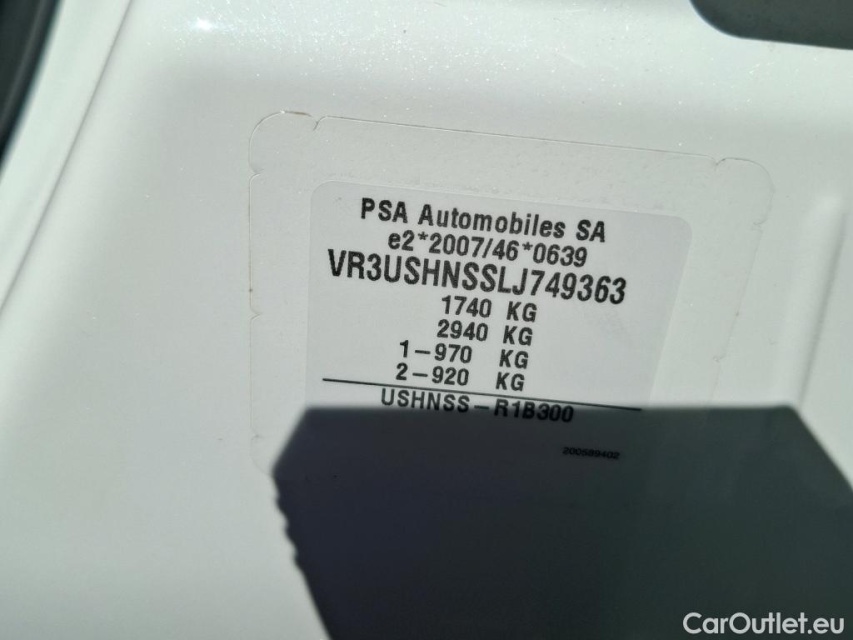 PSA Automobiles SA
e2*2007/46*0639
VR3USHNSSLJ749363
1740 KG
2940 KG
1-970 KG
2-920 KG
USHNSS-R1B300
200589402
CarOutlet.eu